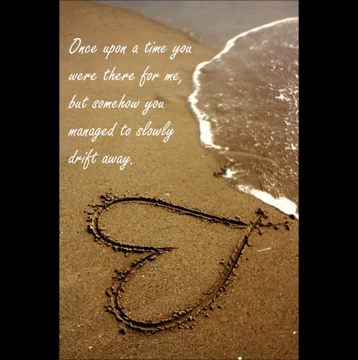 Once upon a time you
were there for me,
but somehow you
managed to slowly
drift away.